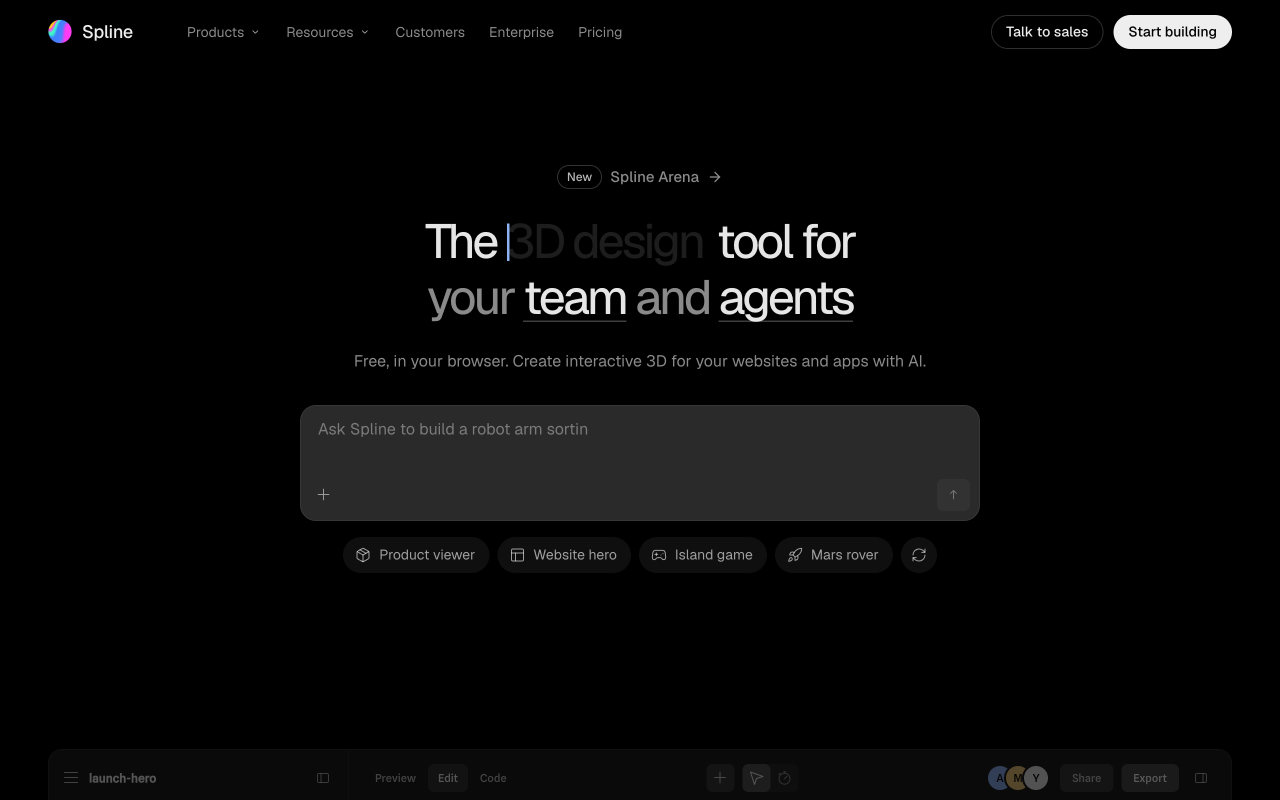 Spline
Products
Resources
Customers
Enterprise
Pricing
Talk to sales
Start building
New
Spline Arena
The 3D design tool for
your team and agents
Free, in your browser. Create interactive 3D for your websites and apps with AI.
Ask Spline to build a robot arm sortin
Product viewer
Website hero
Island game
Mars rover
launch-hero
Preview
Edit
Code
A
M
Y
Share
Export